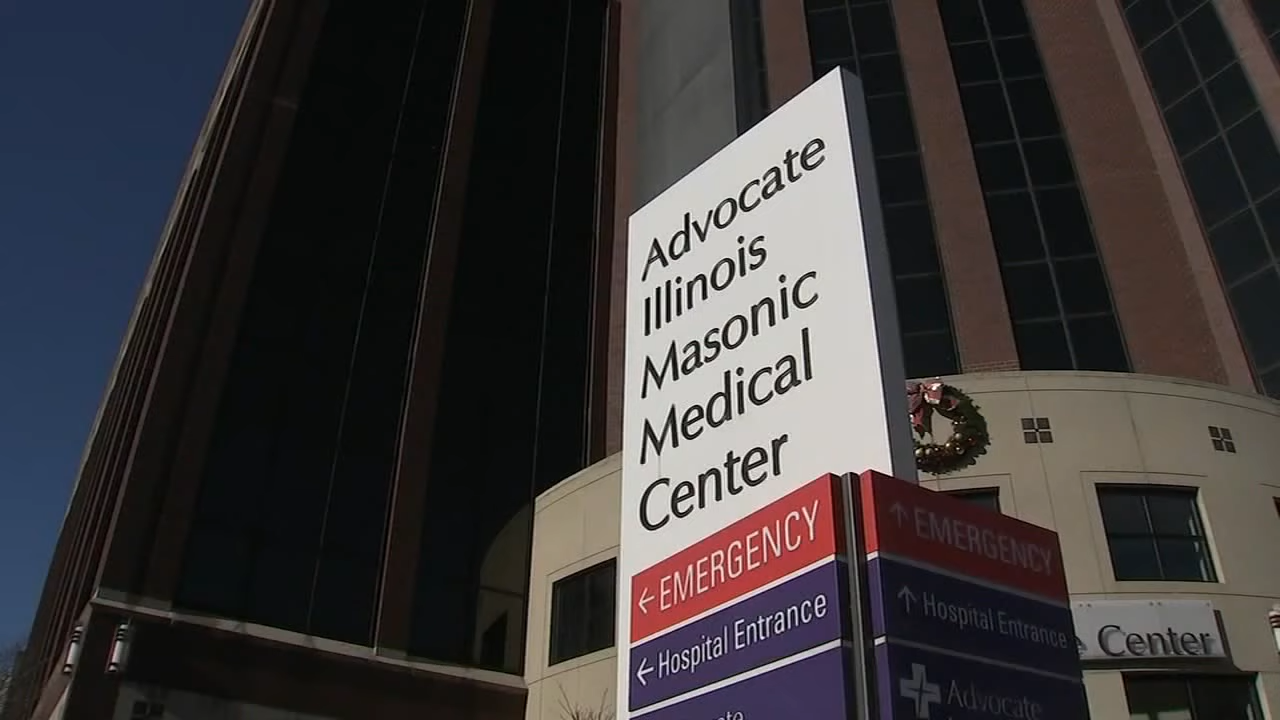 Advocate
Illinois
Masonic
Medical
Center
← EMERGENCY
← Hospital Entrance
↑ EMERGENCY
↑ Hospital Entrance
Advocate
Center